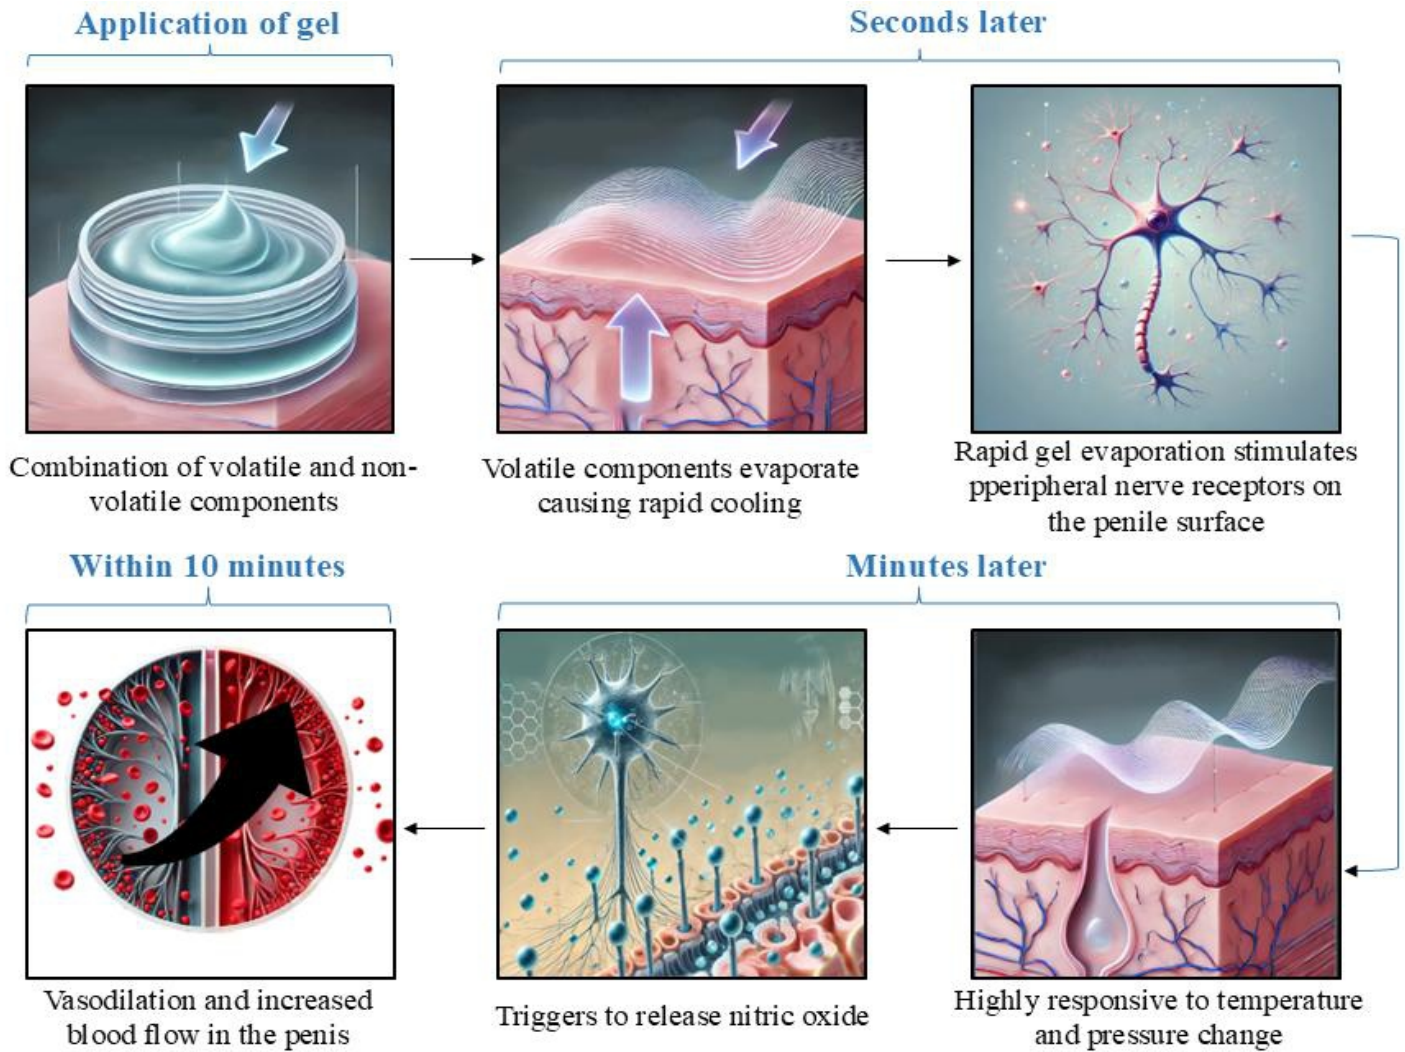 Application of gel
Seconds later
Combination of volatile and non-
volatile components
Volatile components evaporate
causing rapid cooling
Rapid gel evaporation stimulates
pperipheral nerve receptors on
the penile surface
Within 10 minutes
Minutes later
Vasodilation and increased
blood flow in the penis
Triggers to release nitric oxide
Highly responsive to temperature
and pressure change